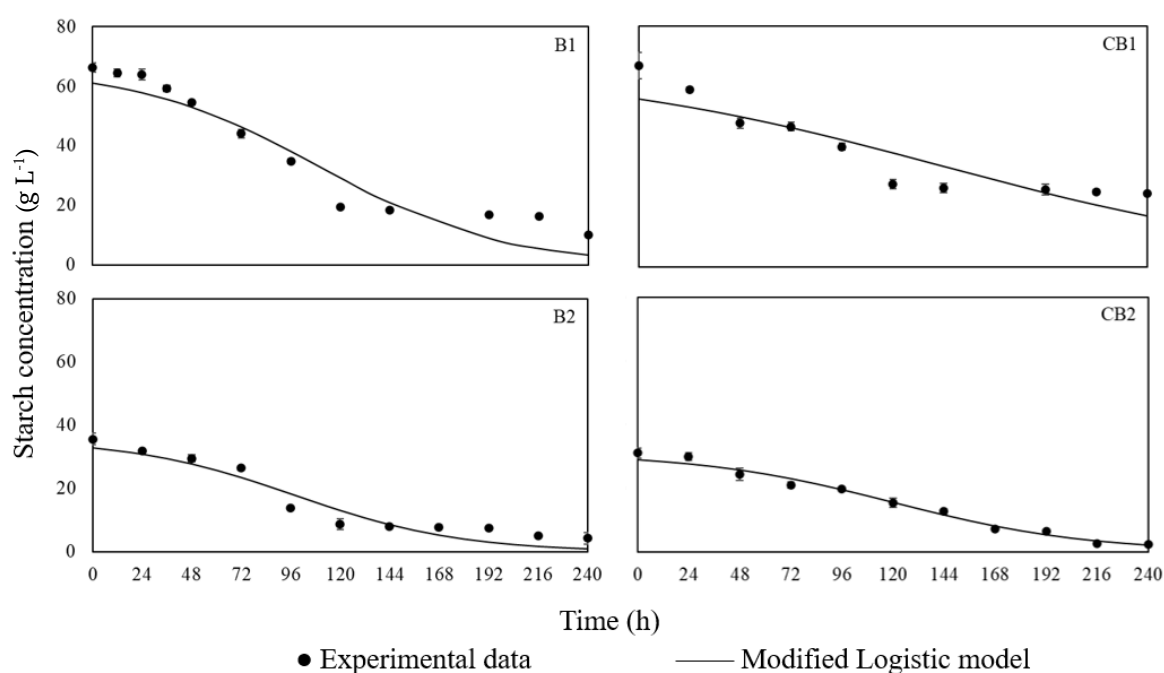 80
60
40
20
0
B1
CB1
80
60
40
20
0
B2
CB2
0 24 48 72 96 120 144 168 192 216 240
0 24 48 72 96 120 144 168 192 216 240
Starch concentration (g L⁻¹)
Time (h)
Experimental data
Modified Logistic model